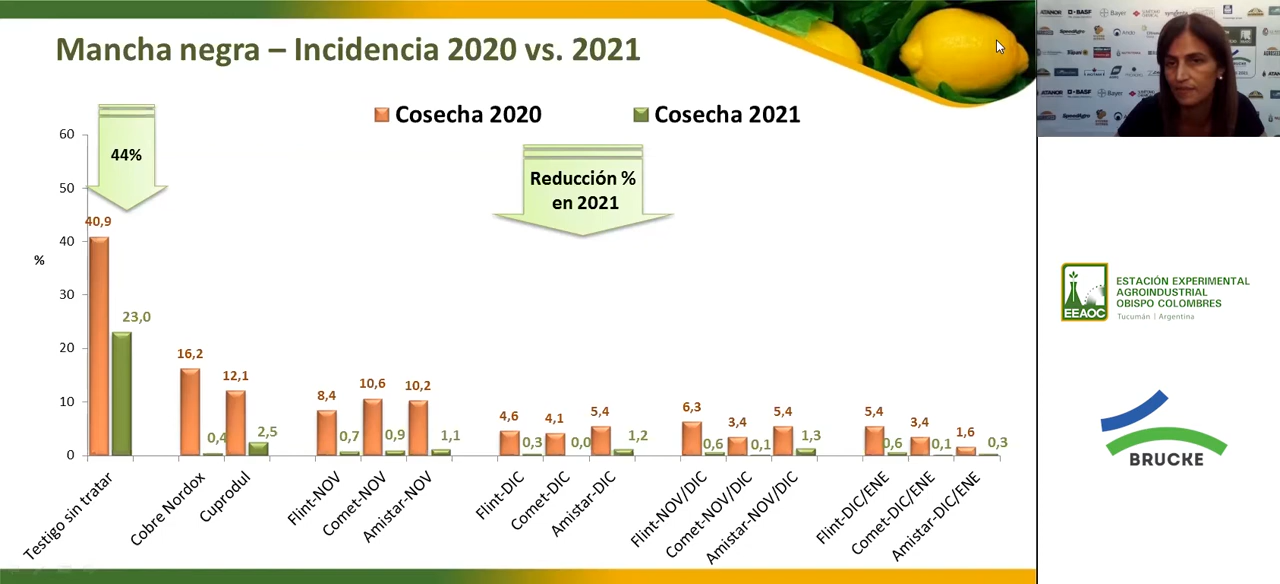 Mancha negra – Incidencia 2020 vs. 2021
Cosecha 2020
Cosecha 2021
44%
Reducción %
en 2021
%
60
50
40
30
20
10
0
40,9
23,0
16,2
0,4
12,1
2,5
8,4
0,7
10,6
0,9
10,2
1,1
4,6
0,3
4,1
0,0
5,4
1,2
6,3
0,6
3,4
0,1
5,4
1,3
5,4
0,6
3,4
0,1
1,6
0,3
Testigo sin tratar
Cobre Nordox
Cuprodul
Flint-NOV
Comet-NOV
Amistar-NOV
Flint-DIC
Comet-DIC
Amistar-DIC
Flint-NOV/DIC
Comet-NOV/DIC
Amistar-NOV/DIC
Flint-DIC/ENE
Comet-DIC/ENE
Amistar-DIC/ENE
ATANOR
BASF
Bayer
syngenta
SpeedAgro
Ando
BRUCKE
EEAOC
ESTACIÓN EXPERIMENTAL
AGROINDUSTRIAL
OBISPO COLOMBRES
Tucumán | Argentina
BRUCKE